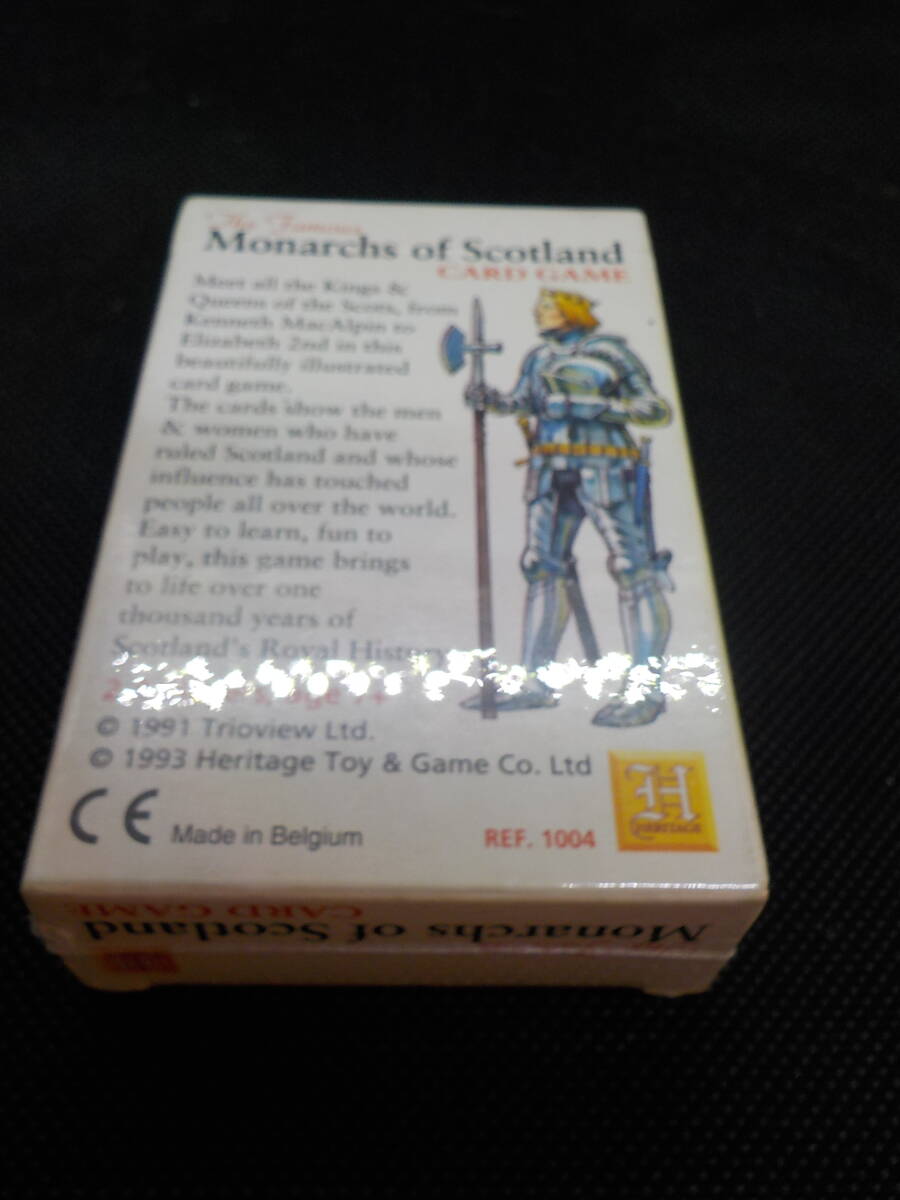 The Famous
Monarchs of Scotland
CARD GAME
Meet all the Kings &
Queens of the Scots, from
Kenneth MacAlpin to
Elizabeth 2nd in this
beautifully illustrated
card game.
The cards show the men
& women who have
ruled Scotland and whose
influence has touched
people all over the world.
Easy to learn, fun to
play, this game brings
to life over one
thousand years of
Scotland's Royal History
age 7+
© 1991 Trioview Ltd.
© 1993 Heritage Toy & Game Co. Ltd
CE Made in Belgium
REF. 1004
H
HERITAGE
Monarchs of Scotland
CARD GAME